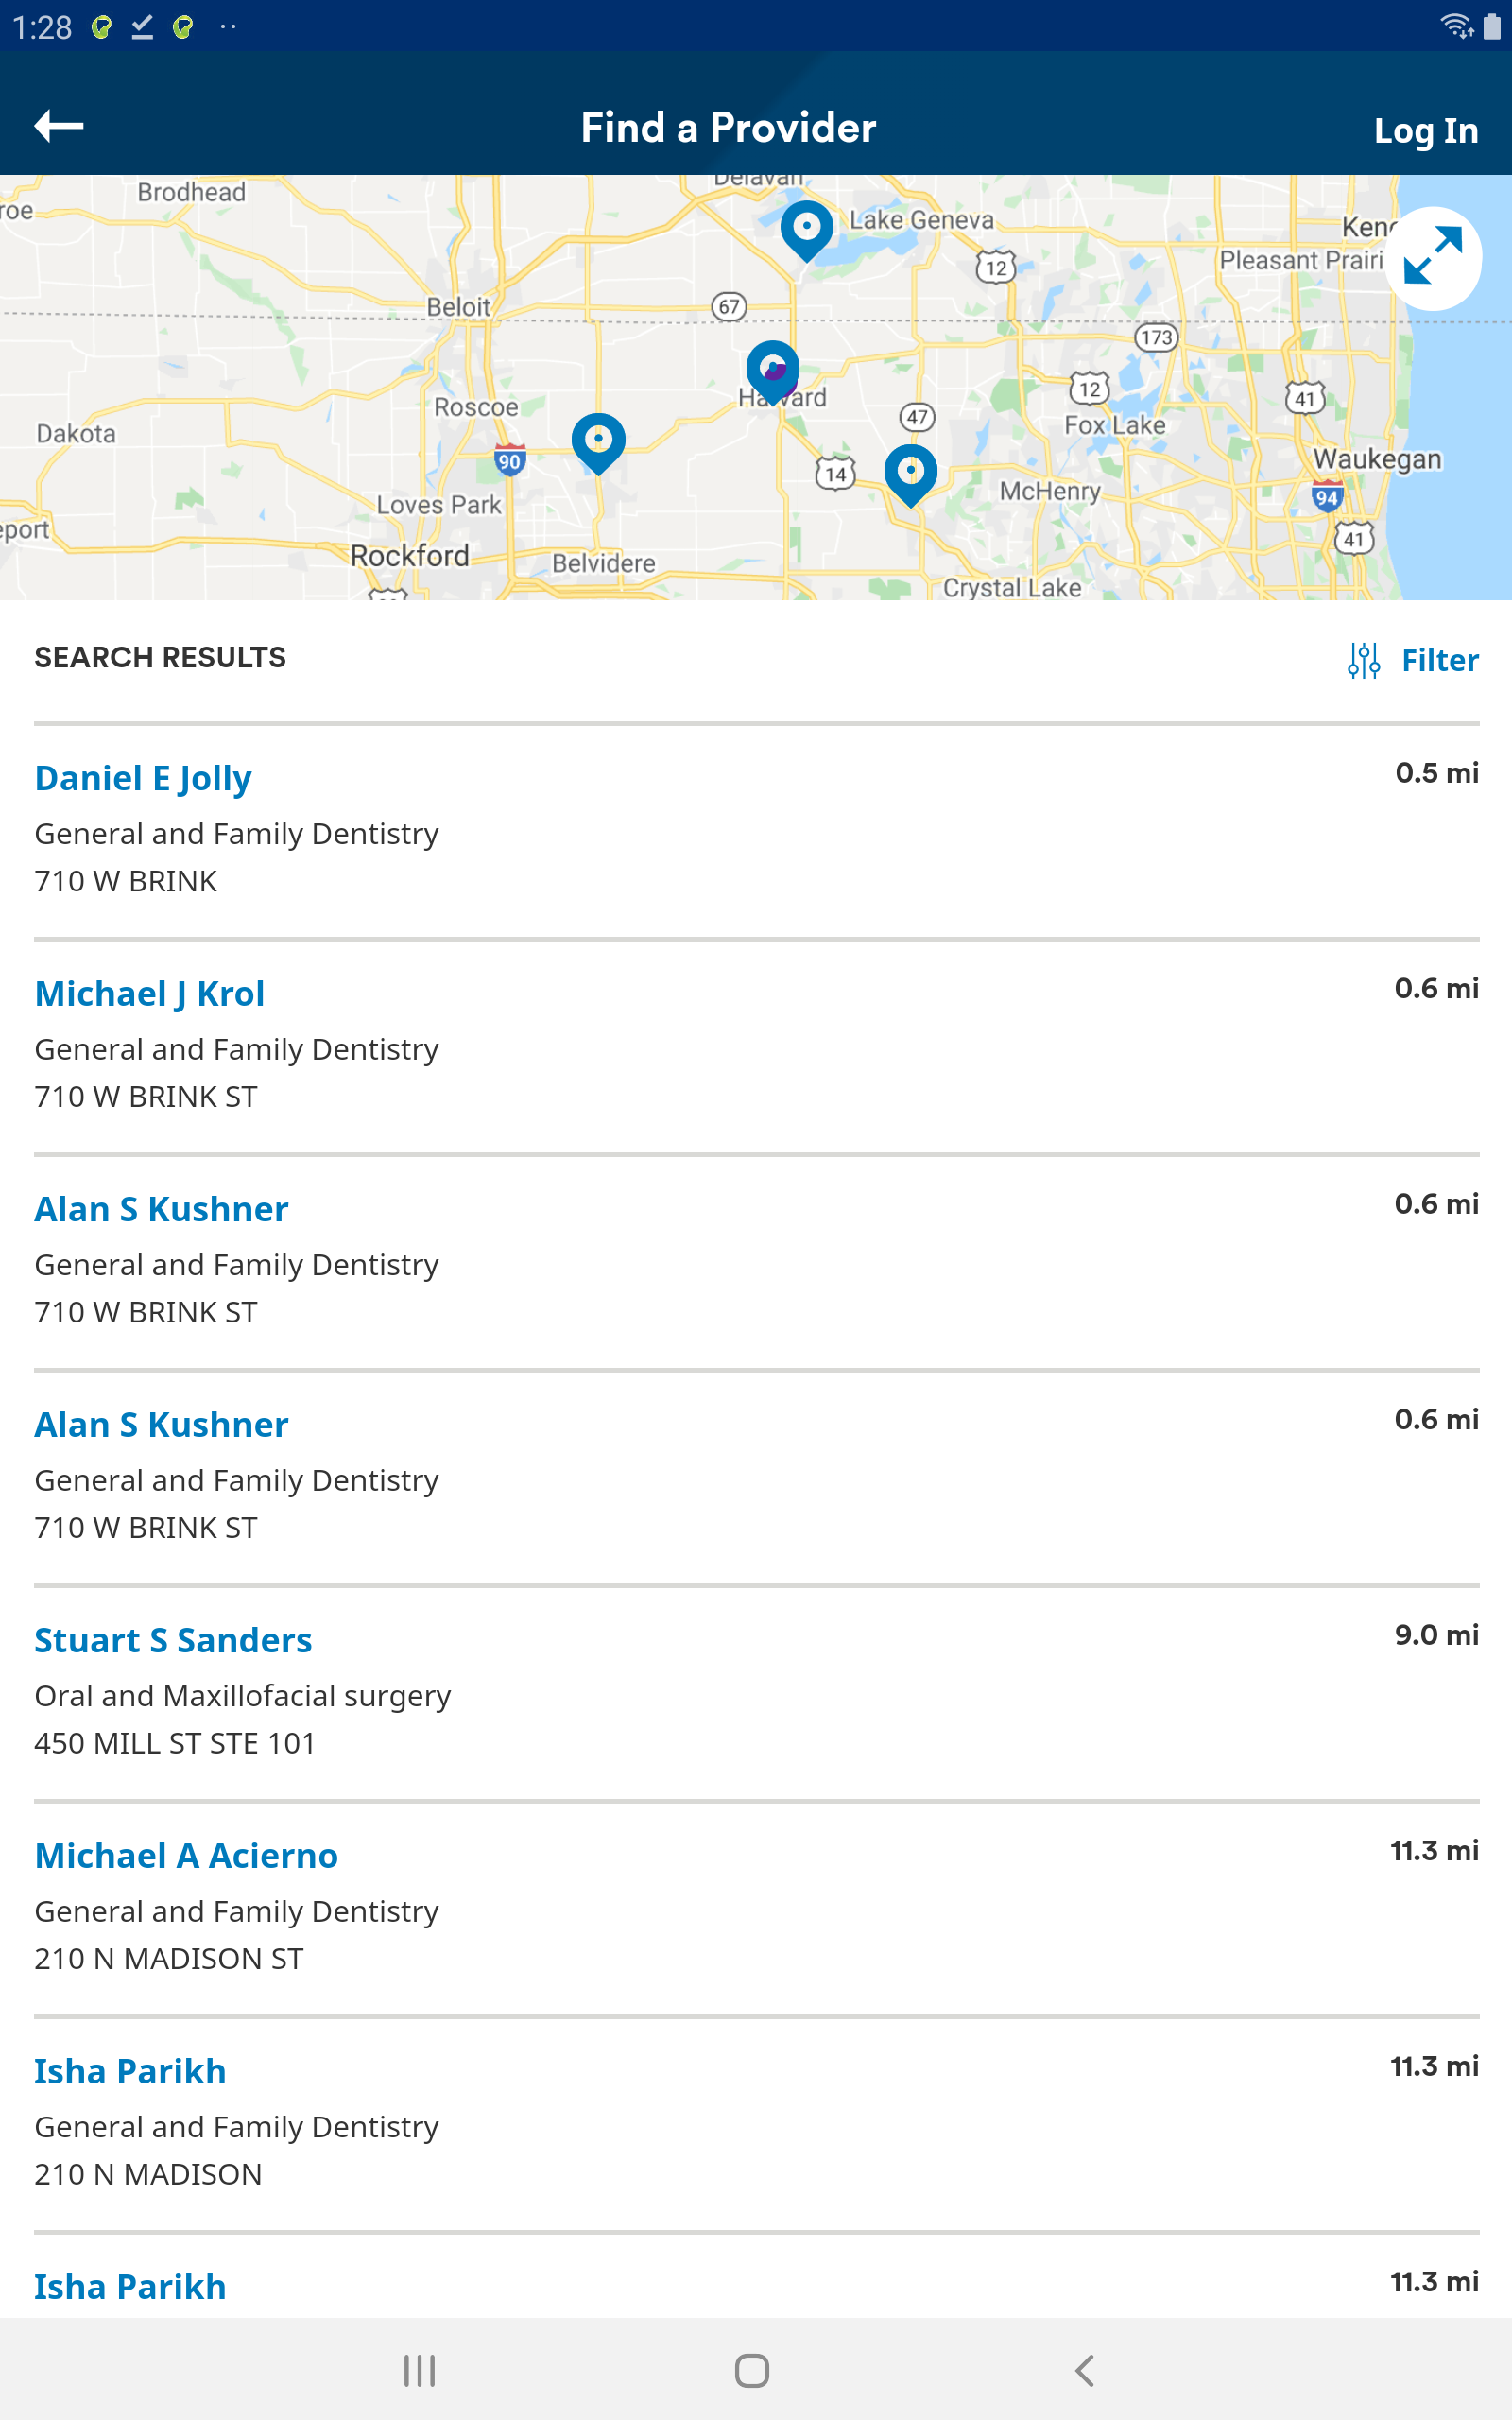 1:28
Find a Provider
Log In
Brodhead
Delavan
Lake Geneva
roe
12
Pleasant Prairi
Beloit
67
173
12
41
Harvard
Roscoe
47
Fox Lake
Dakota
90
14
Waukegan
McHenry
94
Loves Park
eport
41
Rockford
Belvidere
Crystal Lake
SEARCH RESULTS
Filter
Daniel E Jolly
0.5 mi
General and Family Dentistry
710 W BRINK
Michael J Krol
0.6 mi
General and Family Dentistry
710 W BRINK ST
Alan S Kushner
0.6 mi
General and Family Dentistry
710 W BRINK ST
Alan S Kushner
0.6 mi
General and Family Dentistry
710 W BRINK ST
Stuart S Sanders
9.0 mi
Oral and Maxillofacial surgery
450 MILL ST STE 101
Michael A Acierno
11.3 mi
General and Family Dentistry
210 N MADISON ST
Isha Parikh
11.3 mi
General and Family Dentistry
210 N MADISON
Isha Parikh
11.3 mi